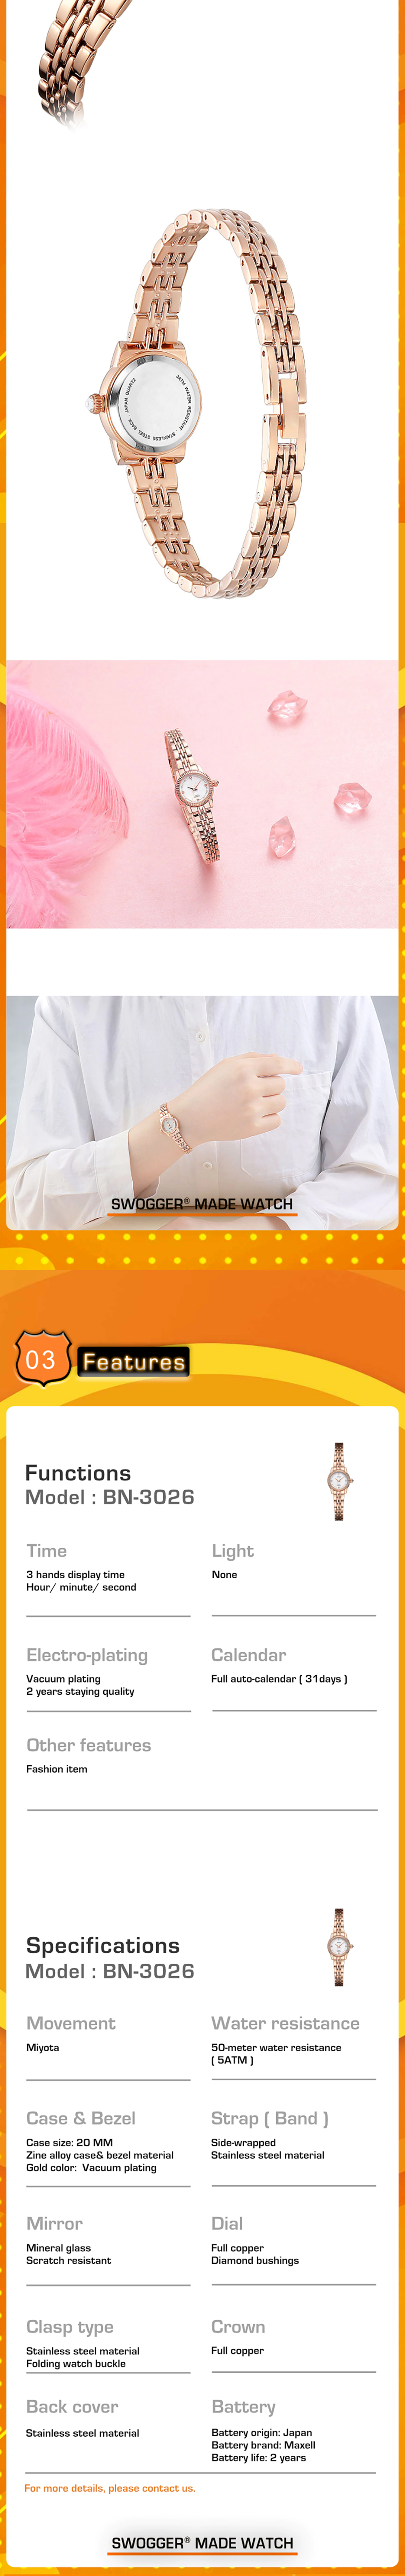 3ATM WATER RESISTANT
STAINLESS STEEL BACK
JAPAN QUARTZ
SWOGGER® MADE WATCH
03
Features
Functions
Model : BN-3026
Time
3 hands display time
Hour/ minute/ second
Light
None
Electro-plating
Vacuum plating
2 years staying quality
Calendar
Full auto-calendar ( 31days )
Other features
Fashion item
Specifications
Model : BN-3026
Movement
Miyota
Water resistance
50-meter water resistance
( 5ATM )
Case & Bezel
Case size: 20 MM
Zine alloy case& bezel material
Gold color: Vacuum plating
Strap ( Band )
Side-wrapped
Stainless steel material
Mirror
Mineral glass
Scratch resistant
Dial
Full copper
Diamond bushings
Clasp type
Stainless steel material
Folding watch buckle
Crown
Full copper
Back cover
Stainless steel material
Battery
Battery origin: Japan
Battery brand: Maxell
Battery life: 2 years
For more details, please contact us.
SWOGGER® MADE WATCH